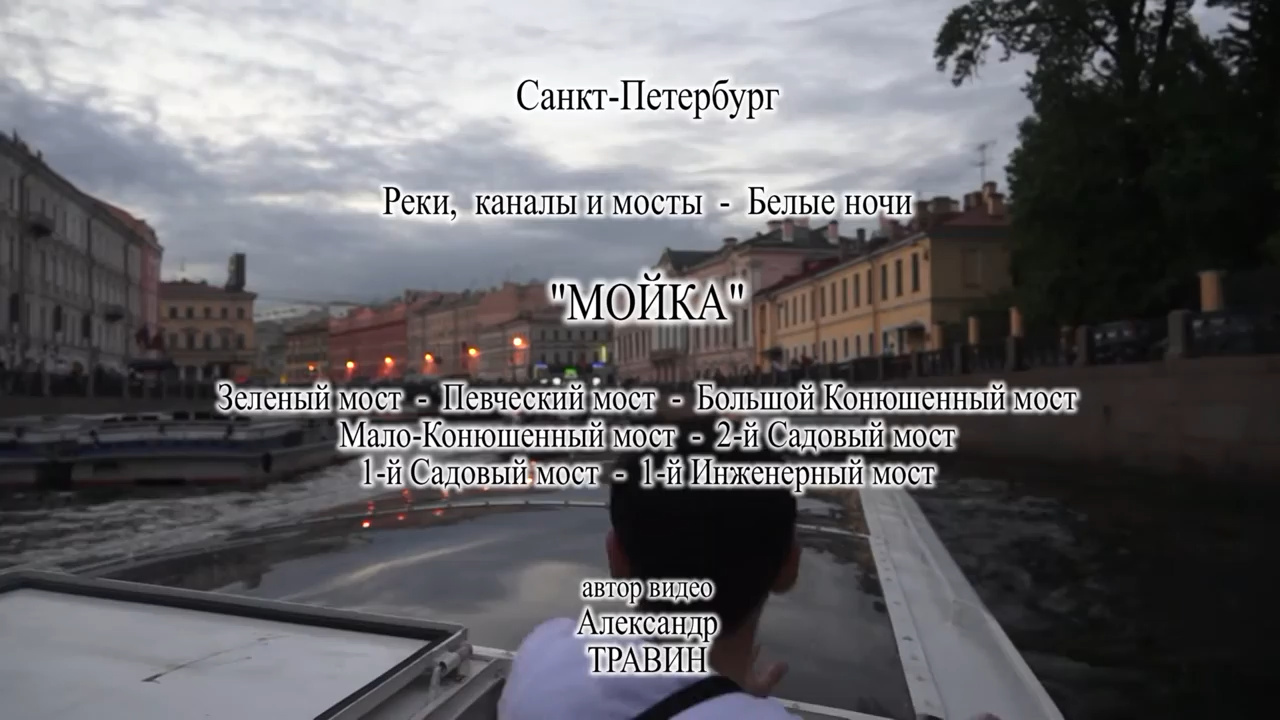 Санкт-Петербург
Реки, каналы и мосты - Белые ночи
"МОЙКА"
Зеленый мост - Певческий мост - Большой Конюшенный мост
Мало-Конюшенный мост - 2-й Садовый мост
1-й Садовый мост - 1-й Инженерный мост
автор видео
Александр
ТРАВИН